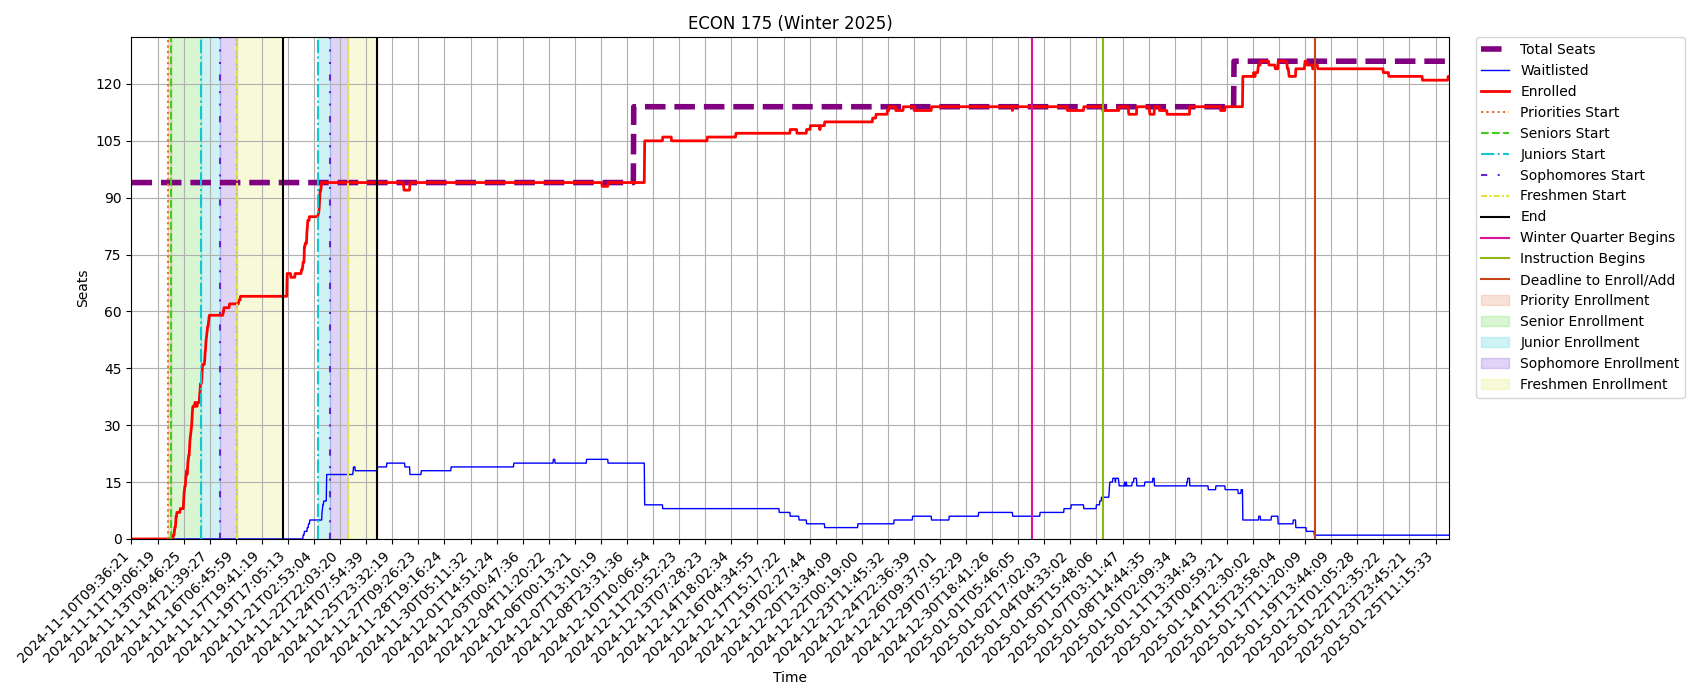 ECON 175 (Winter 2025)
Seats
120
105
90
75
60
45
30
15
0
2024-11-10T09:36:21
2024-11-11T19:06:19
2024-11-13T09:46:25
2024-11-14T21:39:27
2024-11-16T06:45:59
2024-11-17T19:41:19
2024-11-19T17:05:13
2024-11-21T02:53:04
2024-11-22T22:03:20
2024-11-24T07:54:39
2024-11-25T23:32:19
2024-11-27T09:26:23
2024-11-28T19:16:24
2024-11-30T05:11:32
2024-12-01T14:51:24
2024-12-03T00:47:36
2024-12-04T11:20:22
2024-12-06T00:13:21
2024-12-07T13:10:19
2024-12-08T23:31:36
2024-12-10T10:06:54
2024-12-11T20:52:23
2024-12-13T07:28:23
2024-12-14T18:02:34
2024-12-16T04:34:55
2024-12-17T15:17:22
2024-12-19T02:27:44
2024-12-20T13:34:09
2024-12-22T00:19:00
2024-12-23T11:45:32
2024-12-24T22:36:39
2024-12-26T09:37:01
2024-12-29T07:52:29
2024-12-30T18:41:26
2025-01-01T05:46:05
2025-01-02T17:02:03
2025-01-04T04:33:02
2025-01-05T15:48:06
2025-01-07T03:11:47
2025-01-08T14:44:35
2025-01-10T02:09:34
2025-01-11T13:34:43
2025-01-13T00:59:21
2025-01-14T12:30:02
2025-01-15T23:58:04
2025-01-17T11:20:09
2025-01-19T13:44:09
2025-01-21T01:05:28
2025-01-22T12:35:22
2025-01-23T23:45:21
2025-01-25T11:15:33
Time
Total Seats
Waitlisted
Enrolled
Priorities Start
Seniors Start
Juniors Start
Sophomores Start
Freshmen Start
End
Winter Quarter Begins
Instruction Begins
Deadline to Enroll/Add
Priority Enrollment
Senior Enrollment
Junior Enrollment
Sophomore Enrollment
Freshmen Enrollment